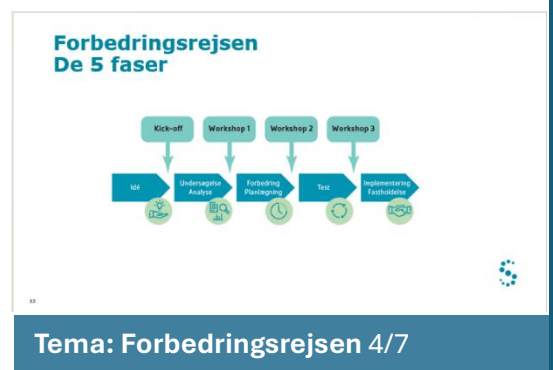 Forbedringsrejsen
De 5 faser
Kick-off
Workshop 1
Workshop 2
Workshop 3
Idé
Undersøgelse
Analyse
Forbedring
Planlægning
Test
Implementering
Fastholdelse
Tema: Forbedringsrejsen 4/7